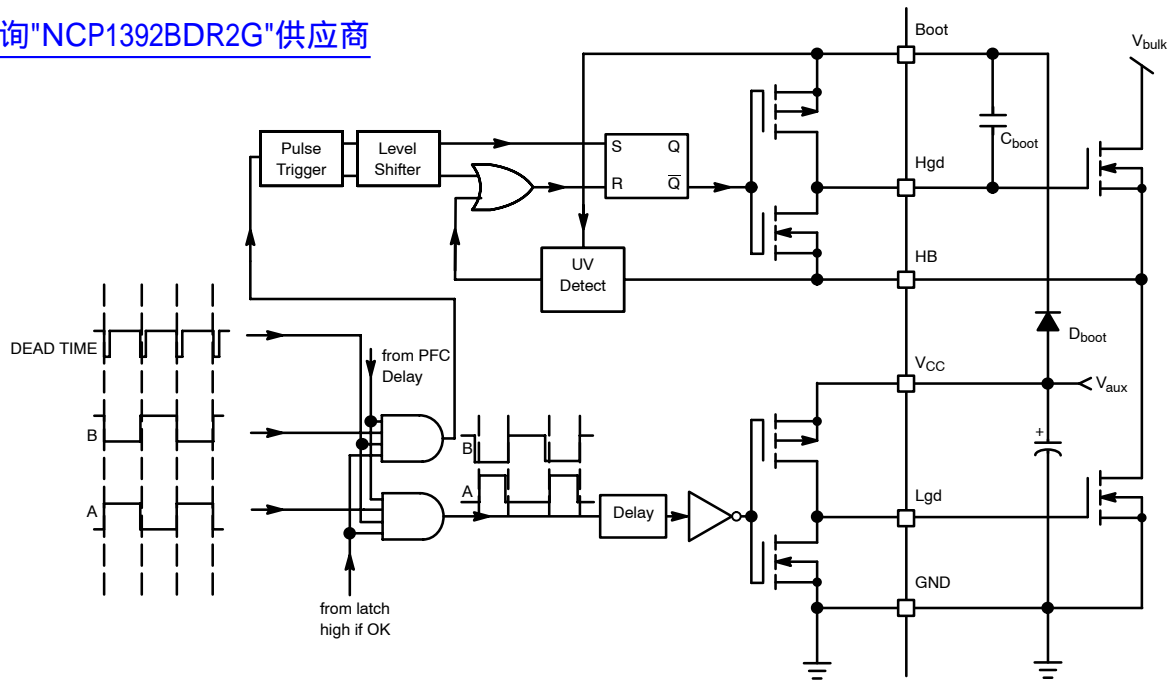 询"NCP1392BDR2G"供应商
Boot
Vbulk
Pulse
Trigger
Level
Shifter
S
Q
R
Q̅
Cboot
Hgd
UV
Detect
HB
DEAD TIME
from PFC
Delay
Dboot
VCC
Vaux
B
B
+
A
A
Delay
Lgd
GND
from latch
high if OK